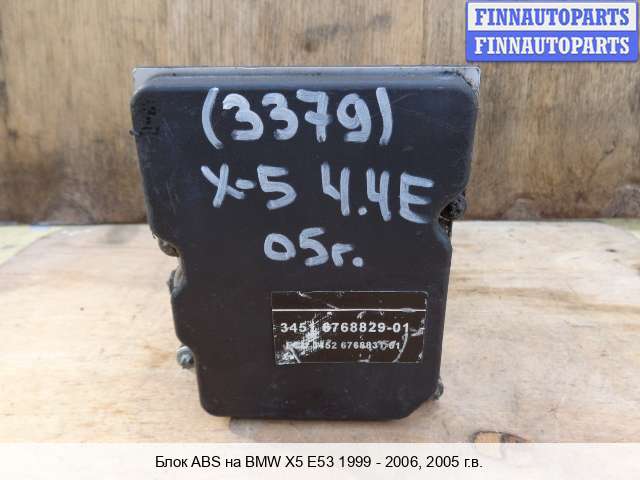 FINNAUTOPARTS
FINNAUTOPARTS
(3379)
X-5 4.4E
05г.
3451 6768829-01
3452 6768831-01
Блок ABS на BMW X5 E53 1999 - 2006, 2005 г.в.